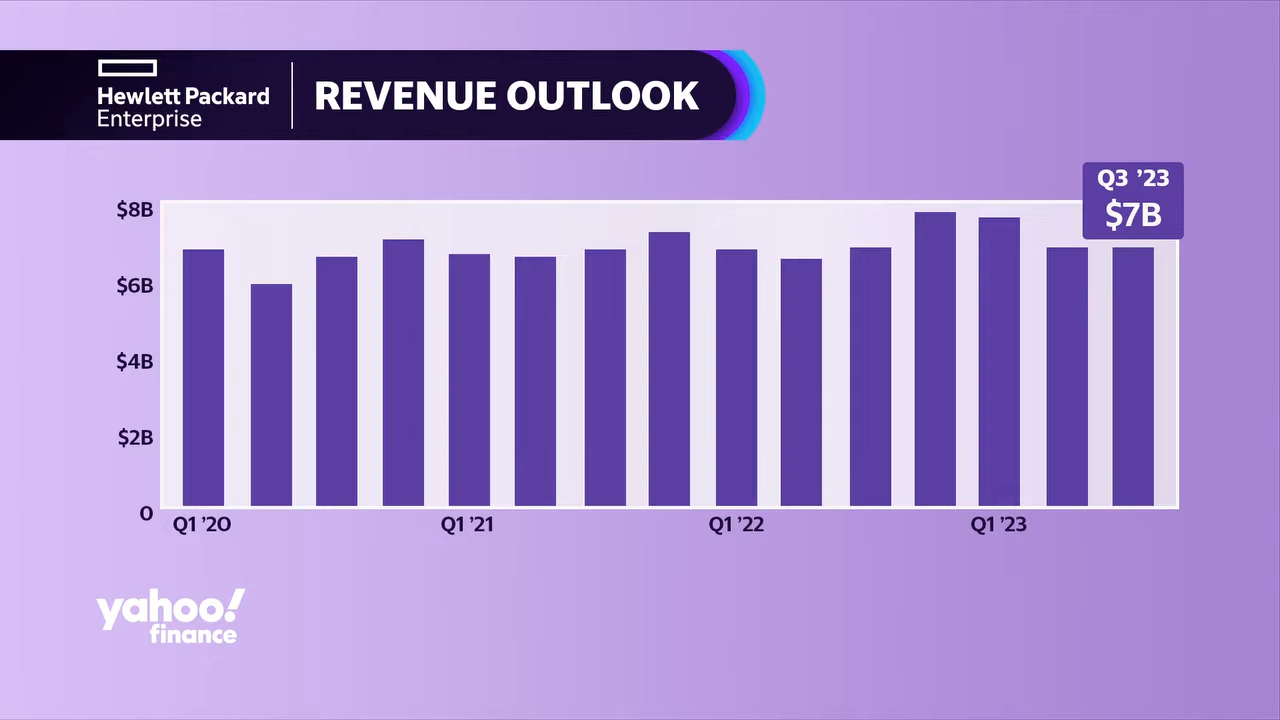 Hewlett Packard
Enterprise
REVENUE OUTLOOK
Q3 ’23
$7B
$8B
$6B
$4B
$2B
0
Q1 ’20
Q1 ’21
Q1 ’22
Q1 ’23
yahoo!
finance